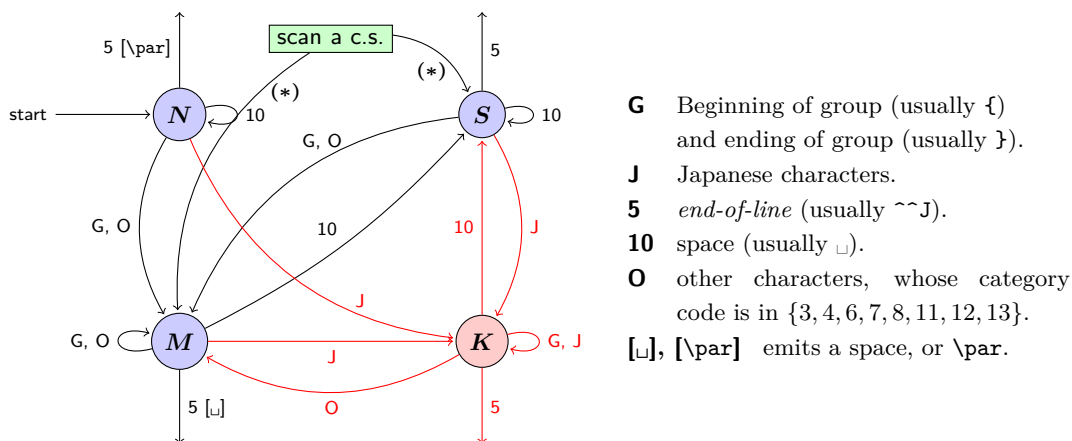 5 [\par]
scan a c.s.
5
(∗)
(∗)
start
N
10
S
10
G, O
G, O
10
10
J
J
G, O
M
J
K
G, J
O
5 [␣]
5
G Beginning of group (usually {)
and ending of group (usually }).
J Japanese characters.
5 end-of-line (usually ^^J).
10 space (usually ␣).
O other characters, whose category
code is in {3, 4, 6, 7, 8, 11, 12, 13}.
[␣], [\par] emits a space, or \par.